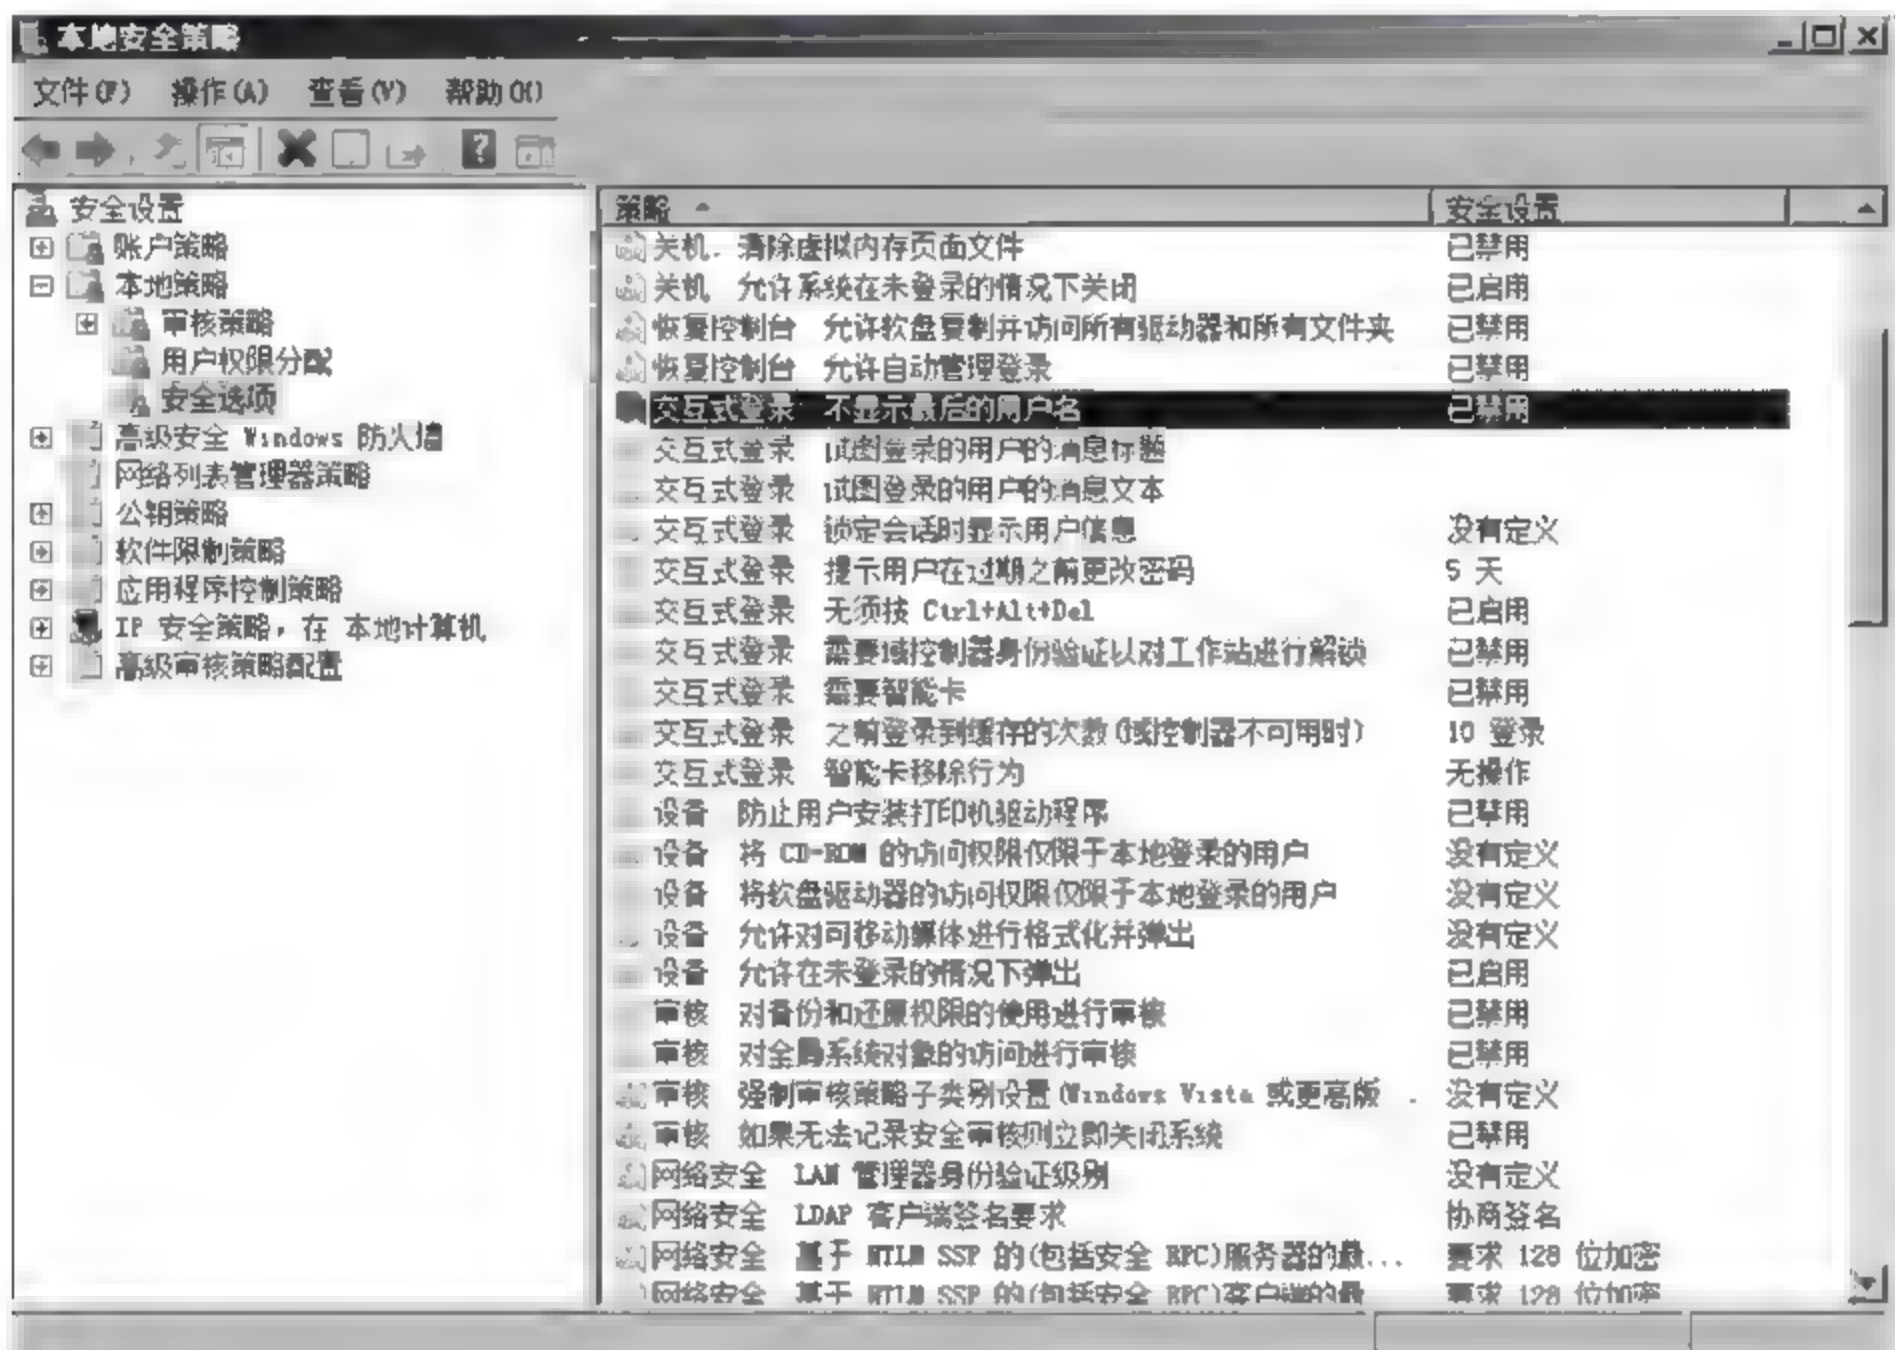 本地安全策略
文件(F) 操作(A) 查看(V) 帮助(H)
安全设置
账户策略
本地策略
审核策略
用户权限分配
安全选项
高级安全 Windows 防火墙
网络列表管理器策略
公钥策略
软件限制策略
应用程序控制策略
IP 安全策略，在 本地计算机
高级审核策略配置
策略 安全设置
关机: 清除虚拟内存页面文件 已禁用
关机 允许系统在未登录的情况下关闭 已启用
恢复控制台 允许软盘复制并访问所有驱动器和所有文件夹 已禁用
恢复控制台 允许自动管理登录 已禁用
交互式登录 不显示最后的用户名 已禁用
交互式登录 试图登录的用户的消息标题
交互式登录 试图登录的用户的消息文本
交互式登录 锁定会话时显示用户信息 没有定义
交互式登录 提示用户在过期之前更改密码 5 天
交互式登录 无须按 Ctrl+Alt+Del 已启用
交互式登录 需要域控制器身份验证以对工作站进行解锁 已禁用
交互式登录 需要智能卡 已禁用
交互式登录 之前登录到缓存的次数(域控制器不可用时) 10 登录
交互式登录 智能卡移除行为 无操作
设备 防止用户安装打印机驱动程序 已禁用
设备 将 CD-ROM 的访问权限仅限于本地登录的用户 没有定义
设备 将软盘驱动器的访问权限仅限于本地登录的用户 没有定义
设备 允许对可移动媒体进行格式化并弹出 没有定义
设备 允许在未登录的情况下弹出 已启用
审核 对备份和还原权限的使用进行审核 已禁用
审核 对全局系统对象的访问进行审核 已禁用
审核 强制审核策略子类别设置(Windows Vista 或更高版... 没有定义
审核 如果无法记录安全审核则立即关闭系统 已禁用
网络安全 LAN 管理器身份验证级别 没有定义
网络安全 LDAP 客户端签名要求 协商签名
网络安全 基于 NTLM SSP 的(包括安全 RPC)服务器的最... 要求 128 位加密
网络安全 基于 NTLM SSP 的(包括安全 RPC)客户端的最 要求 128 位加密